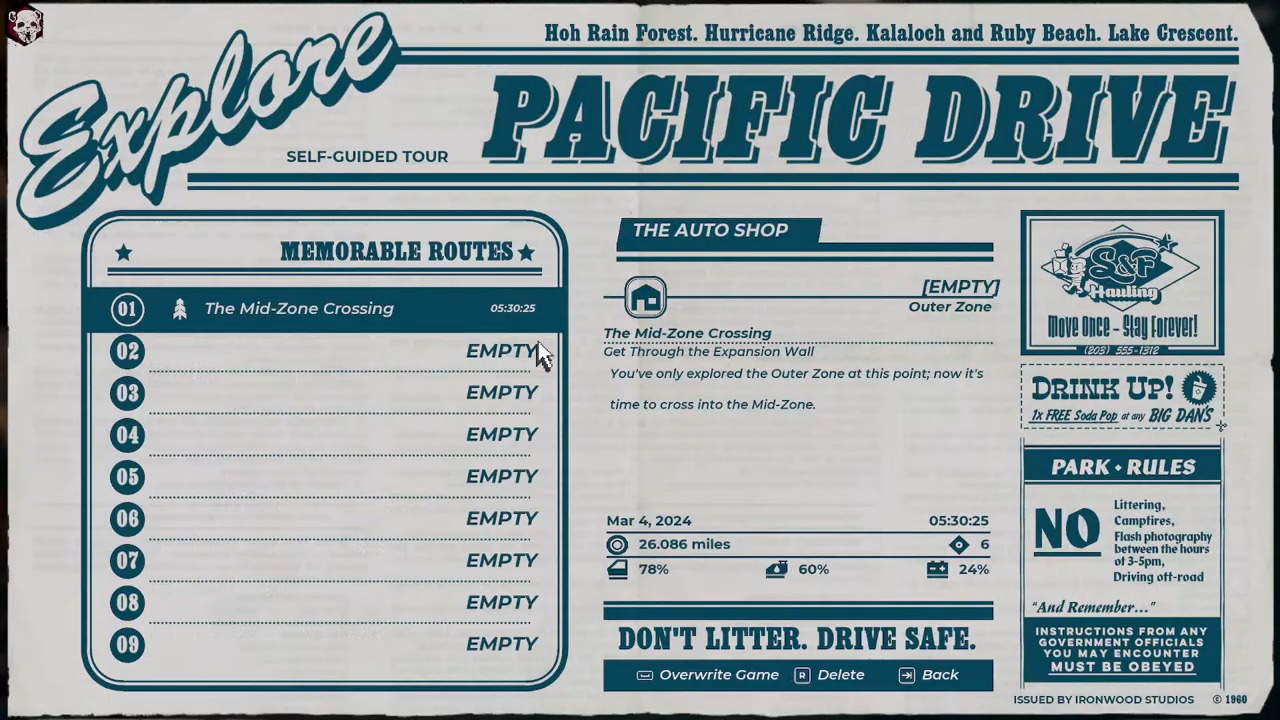 Hoh Rain Forest. Hurricane Ridge. Kalaloch and Ruby Beach. Lake Crescent.
Explore
PACIFIC DRIVE
SELF-GUIDED TOUR
MEMORABLE ROUTES
01 The Mid-Zone Crossing 05:30:25
02 EMPTY
03 EMPTY
04 EMPTY
05 EMPTY
06 EMPTY
07 EMPTY
08 EMPTY
09 EMPTY
THE AUTO SHOP
[EMPTY]
Outer Zone
The Mid-Zone Crossing
Get Through the Expansion Wall
You've only explored the Outer Zone at this point; now it's
time to cross into the Mid-Zone.
Mar 4, 2024 05:30:25
26.086 miles 6
78% 60% 24%
DON'T LITTER. DRIVE SAFE.
Overwrite Game R Delete Back
S&F
Hauling
Move Once - Stay Forever!
(203) 555-1312
DRINK UP!
1x FREE Soda Pop at any BIG DAN'S
PARK • RULES
NO
Littering,
Campfires,
Flash photography
between the hours
of 3-5pm,
Driving off-road
"And Remember..."
INSTRUCTIONS FROM ANY
GOVERNMENT OFFICIALS
YOU MAY ENCOUNTER
MUST BE OBEYED
ISSUED BY IRONWOOD STUDIOS © 1960